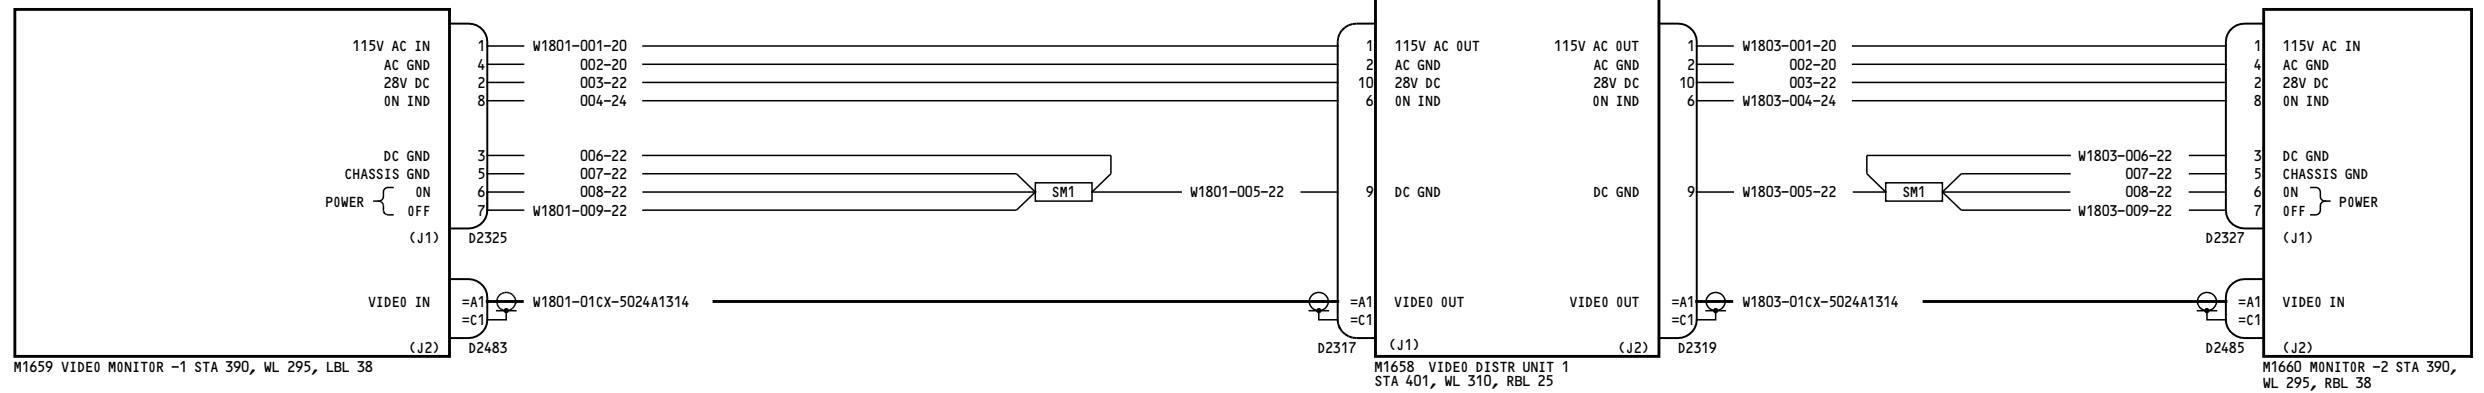 115V AC IN 1 W1801-001-20 1 115V AC OUT 115V AC OUT 1 W1803-001-20 1 115V AC IN
AC GND 4 002-20 2 AC GND AC GND 2 002-20 4 AC GND
28V DC 2 003-22 10 28V DC 28V DC 10 003-22 2 28V DC
ON IND 8 004-24 6 ON IND ON IND 6 W1803-004-24 8 ON IND
DC GND 3 006-22 W1803-006-22 3 DC GND
CHASSIS GND 5 007-22 007-22 5 CHASSIS GND
ON 6 008-22 SM1 W1801-005-22 9 DC GND DC GND 9 W1803-005-22 SM1 008-22 6 ON
POWER POWER
OFF 7 W1801-009-22 W1803-009-22 7 OFF
(J1) D2325 D2327 (J1)
VIDEO IN =A1 W1801-01CX-5024A1314 =A1 VIDEO OUT VIDEO OUT =A1 W1803-01CX-5024A1314 =A1 VIDEO IN
=C1 =C1 =C1 =C1
(J2) D2483 D2317 (J1) (J2) D2319 D2485 (J2)
M1659 VIDEO MONITOR -1 STA 390, WL 295, LBL 38 M1658 VIDEO DISTR UNIT 1 M1660 MONITOR -2 STA 390,
STA 401, WL 310, RBL 25 WL 295, RBL 38